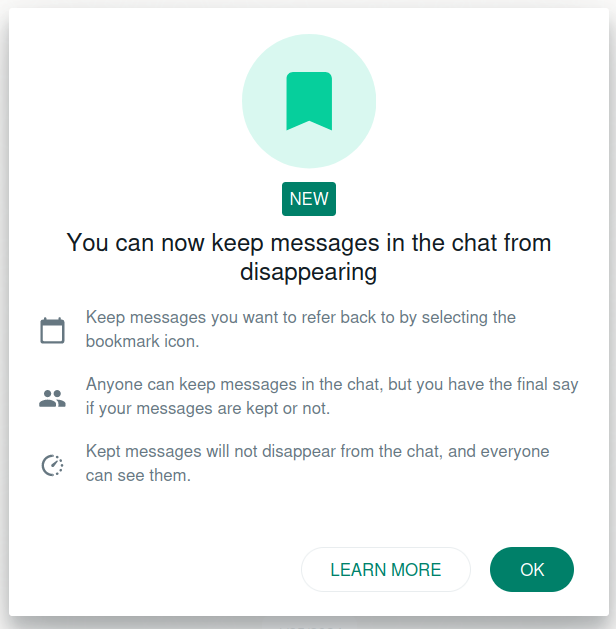 NEW
You can now keep messages in the chat from
disappearing
Keep messages you want to refer back to by selecting the
bookmark icon.
Anyone can keep messages in the chat, but you have the final say
if your messages are kept or not.
Kept messages will not disappear from the chat, and everyone
can see them.
LEARN MORE
OK